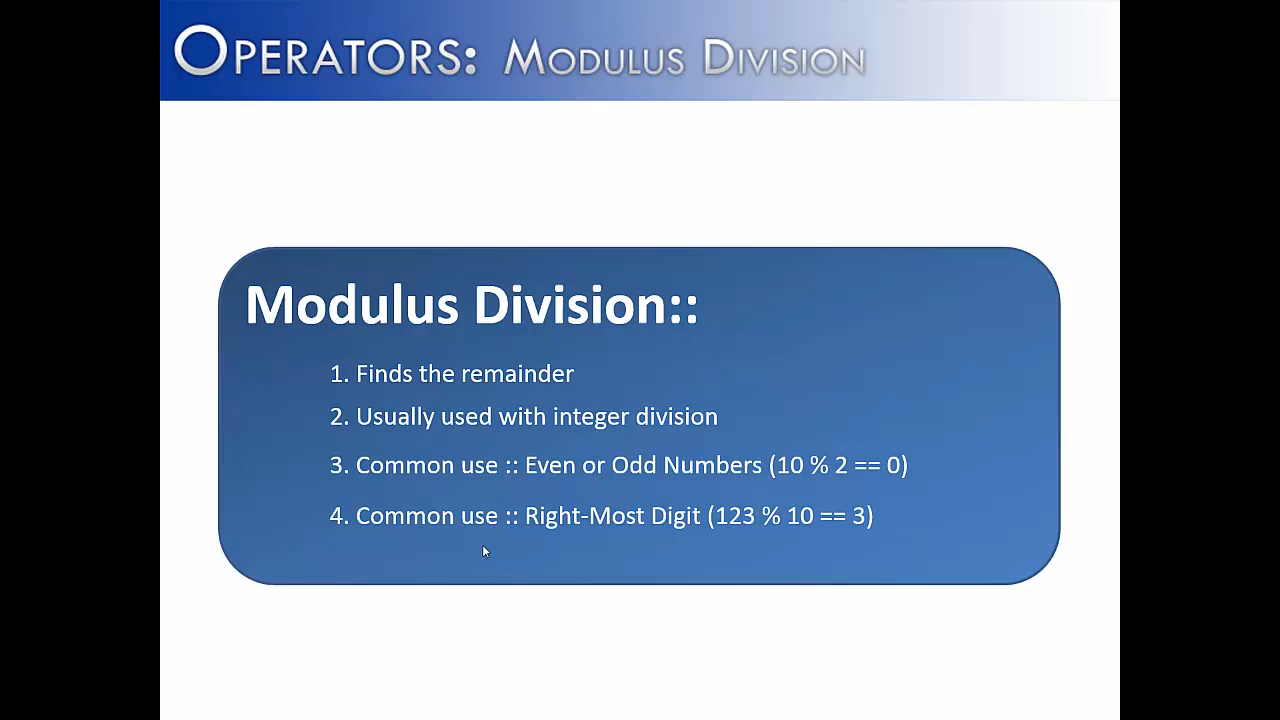 Operators: Modulus Division
Modulus Division::
1. Finds the remainder
2. Usually used with integer division
3. Common use :: Even or Odd Numbers (10 % 2 == 0)
4. Common use :: Right-Most Digit (123 % 10 == 3)